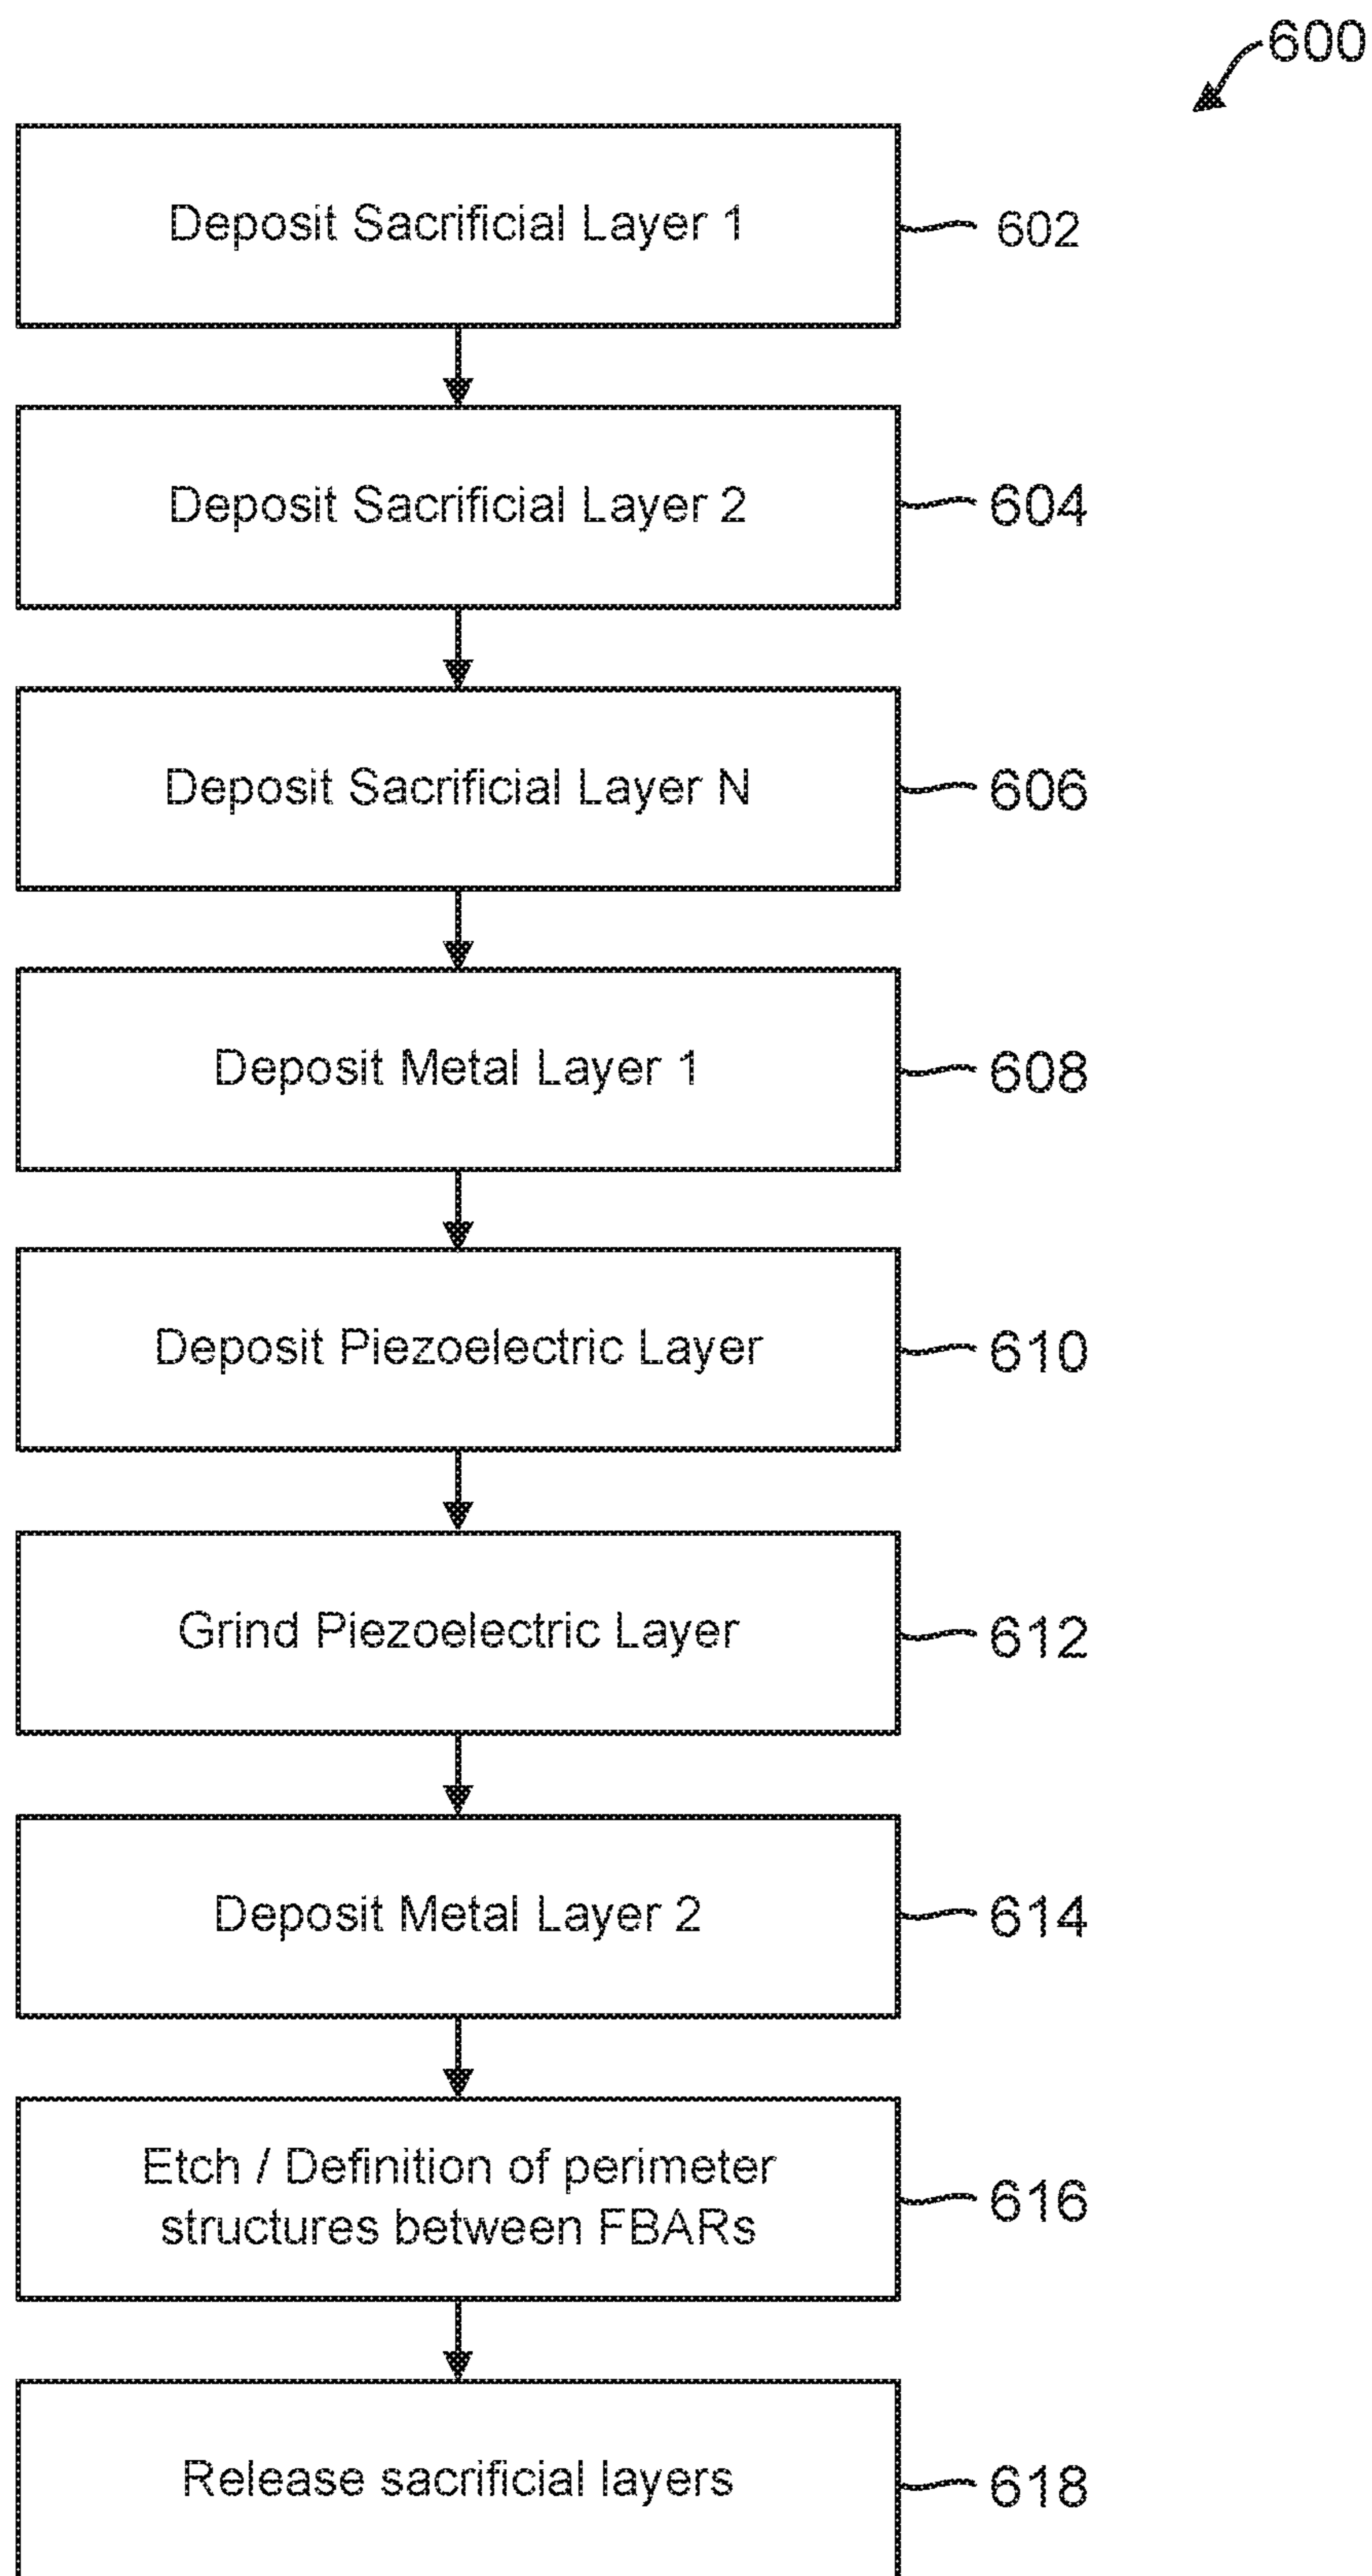 600
Deposit Sacrificial Layer 1
602
Deposit Sacrificial Layer 2
604
Deposit Sacrificial Layer N
606
Deposit Metal Layer 1
608
Deposit Piezoelectric Layer
610
Grind Piezoelectric Layer
612
Deposit Metal Layer 2
614
Etch / Definition of perimeter
structures between FBARs
616
Release sacrificial layers
618